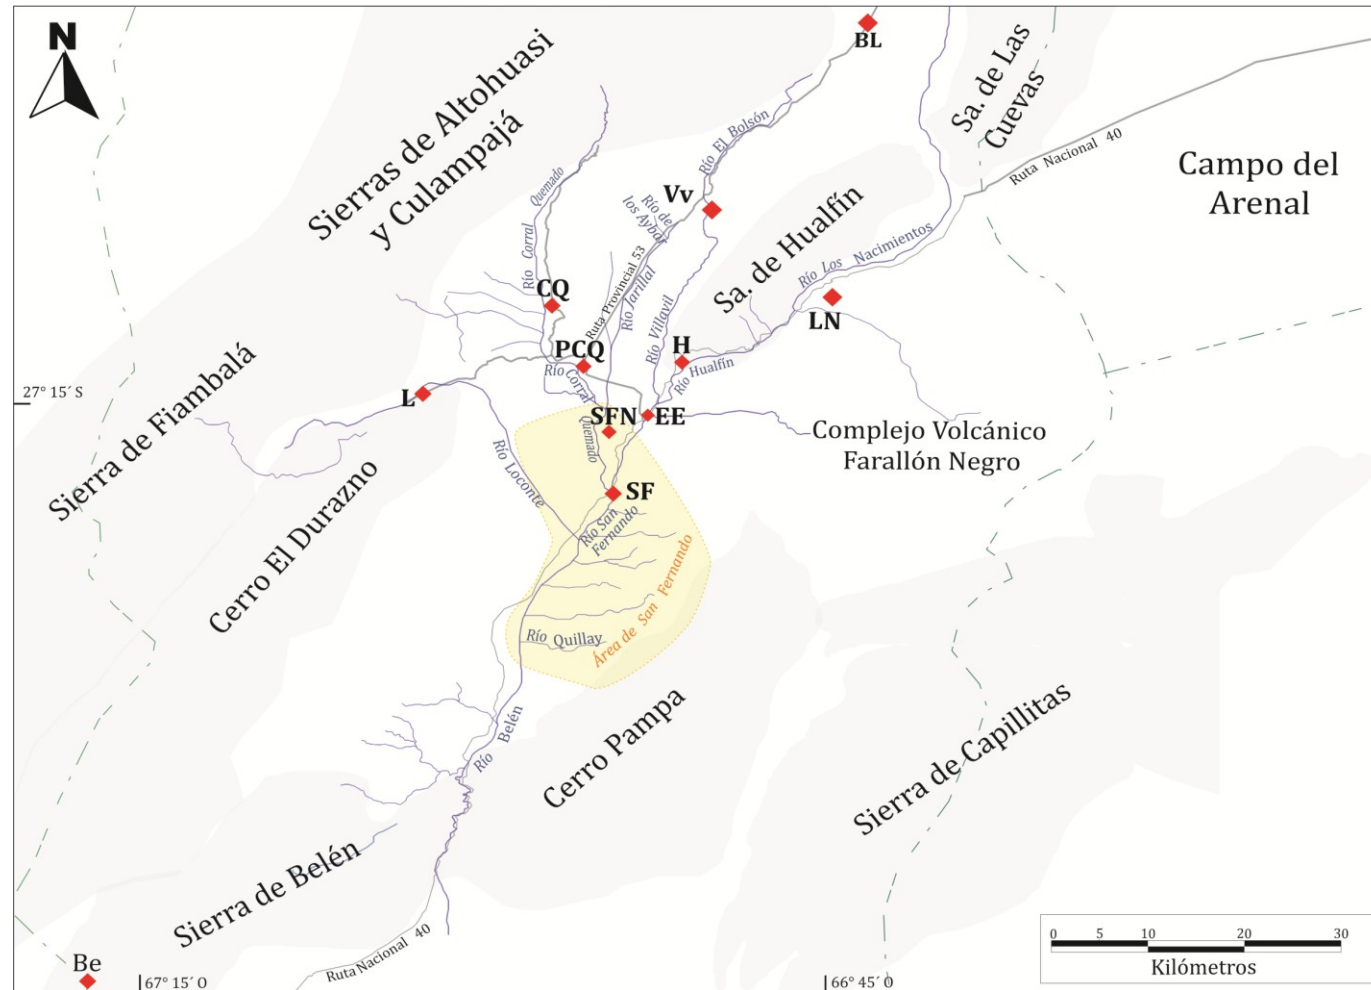 N
BL
Sierras de Altohuasi
y Culampajá
Sa. de Las
Cuevas
Ruta Nacional 40
Campo del
Arenal
Río El Bolsón
Vv
Río de
los Aybar
Río Corral Quemado
Sa. de Hualfín
Río Los Nacimientos
Ruta Provincial 53
Río Jarillal
Río Villavil
CQ
LN
PCQ
H
Río Hualfín
Río Corral
Quemado
27° 15´ S
L
SFN
EE
Sierra de Fiambalá
Complejo Volcánico
Farallón Negro
Río Loconte
SF
Cerro El Durazno
Río San
Fernando
Área de San Fernando
Río Quillay
Río Belén
Cerro Pampa
Sierra de Capillitas
Sierra de Belén
Ruta Nacional 40
Be
67° 15´ O
66° 45´ O
0 5 10 20 30
Kilómetros